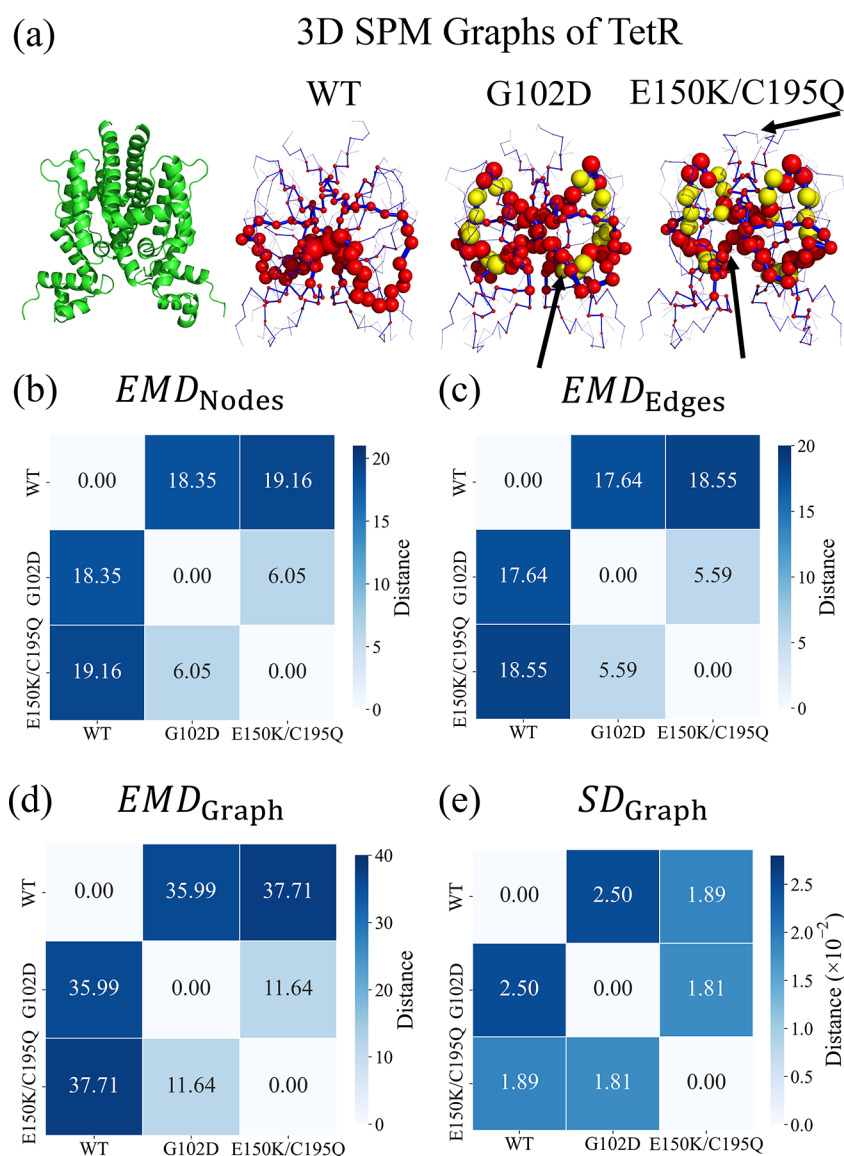 (a)
3D SPM Graphs of TetR
WT
G102D
E150K/C195Q
(b)
EMD_Nodes
WT
G102D
E150K/C195Q
0.00 18.35 19.16
18.35 0.00 6.05
19.16 6.05 0.00
WT G102D E150K/C195Q
20
15
10
5
0
Distance
(c)
EMD_Edges
WT
G102D
E150K/C195Q
0.00 17.64 18.55
17.64 0.00 5.59
18.55 5.59 0.00
WT G102D E150K/C195Q
20
15
10
5
0
Distance
(d)
EMD_Graph
WT
G102D
E150K/C195Q
0.00 35.99 37.71
35.99 0.00 11.64
37.71 11.64 0.00
WT G102D E150K/C195Q
40
30
20
10
0
Distance
(e)
SD_Graph
WT
G102D
E150K/C195Q
0.00 2.50 1.89
2.50 0.00 1.81
1.89 1.81 0.00
WT G102D E150K/C195Q
2.5
2.0
1.5
1.0
0.5
0.0
Distance (×10⁻²)